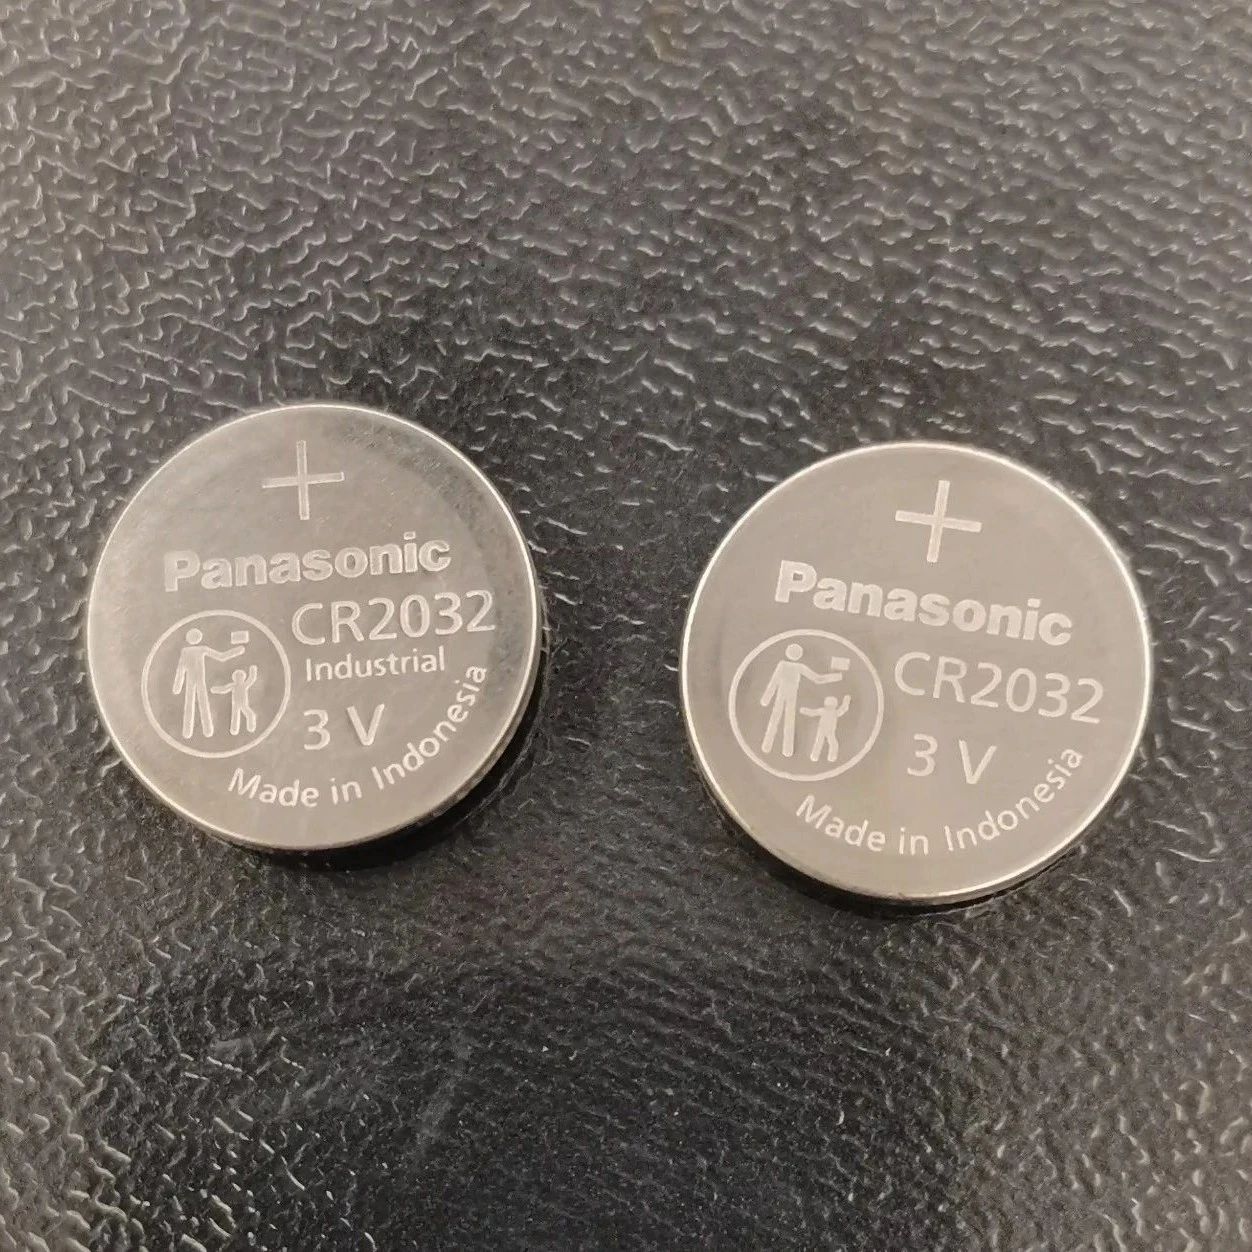 +
Panasonic
CR2032
Industrial
3 V
Made in Indonesia
+
Panasonic
CR2032
3 V
Made in Indonesia